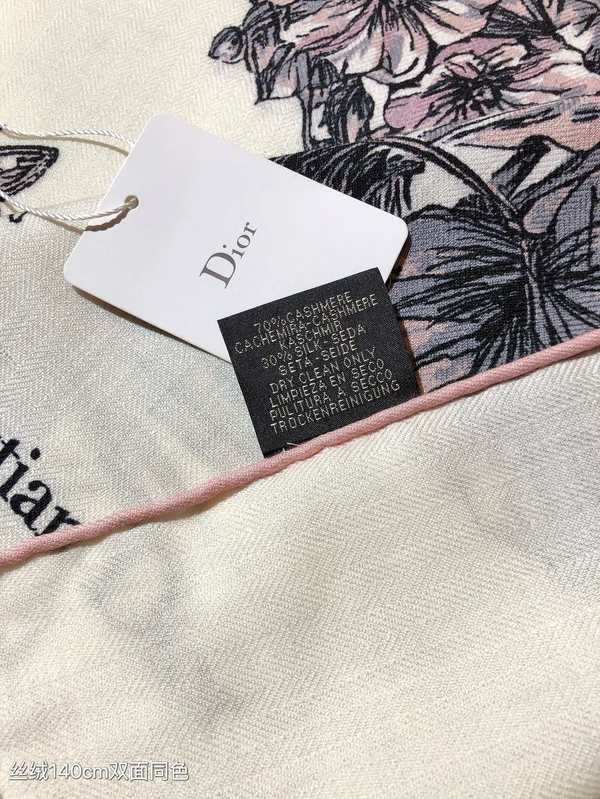 Dior
70%CASHMERE
CACHEMIRA-CASHMERE
KASCHMIR
30%SILK-SEDA
SETA-SEIDE
DRY CLEAN ONLY
LIMPIEZA EN SECO
PULITURA A SECCO
TROCKENREINIGUNG
tian
丝绒140cm双面同色